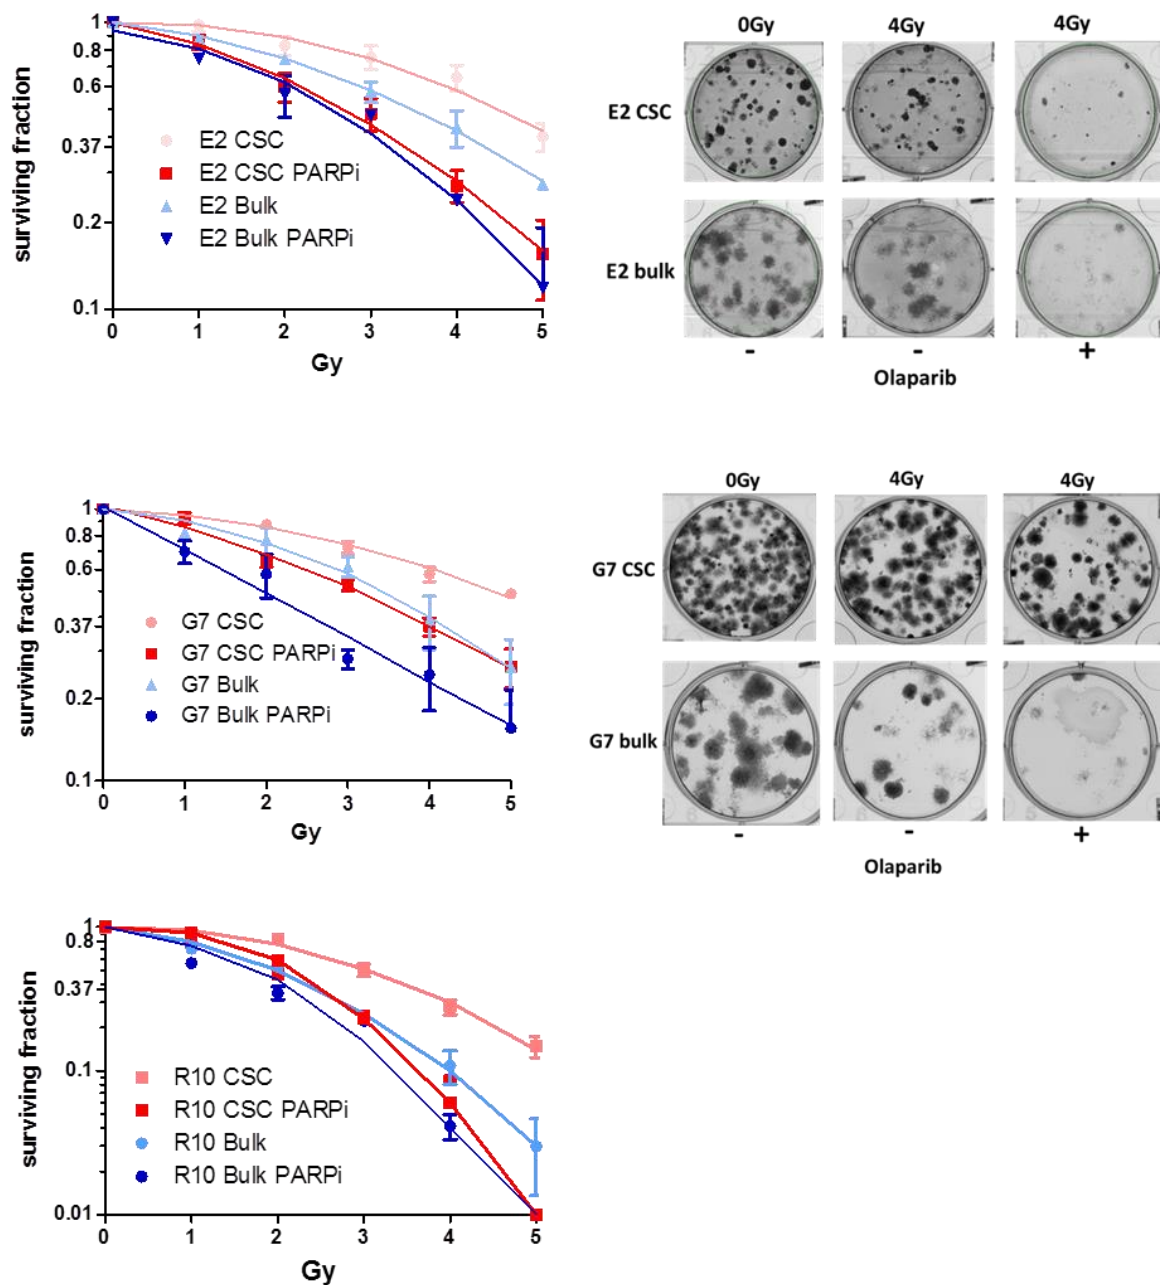 surviving fraction
1
0.6
0.37
0.2
0.1
E2 CSC
E2 CSC PARPi
E2 Bulk
E2 Bulk PARPi
0 1 2 3 4 5
Gy
0Gy 4Gy 4Gy
E2 CSC
E2 bulk
- - +
Olaparib
surviving fraction
1
0.8
0.6
0.37
0.2
0.1
G7 CSC
G7 CSC PARPi
G7 Bulk
G7 Bulk PARPi
0 1 2 3 4 5
Gy
0Gy 4Gy 4Gy
G7 CSC
G7 bulk
- - +
Olaparib
surviving fraction
1
0.8
0.37
0.1
0.01
R10 CSC
R10 CSC PARPi
R10 Bulk
R10 Bulk PARPi
0 1 2 3 4 5
Gy